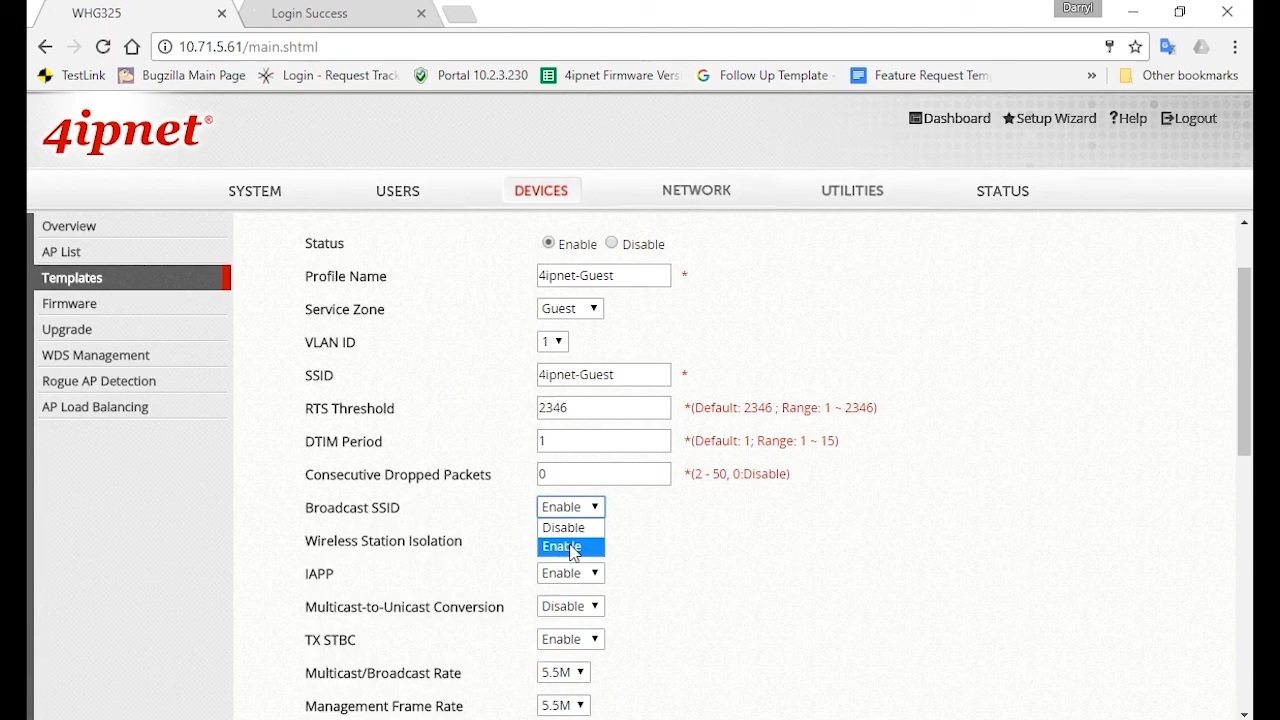 WHG325
Login Success
Darryl
10.71.5.61/main.shtml
TestLink
Bugzilla Main Page
Login - Request Track
Portal 10.2.3.230
4ipnet Firmware Vers
Follow Up Template -
Feature Request Tem
»
Other bookmarks
4ipnet®
Dashboard
Setup Wizard
?Help
Logout
SYSTEM
USERS
DEVICES
NETWORK
UTILITIES
STATUS
Overview
AP List
Templates
Firmware
Upgrade
WDS Management
Rogue AP Detection
AP Load Balancing
Status Enable Disable
Profile Name 4ipnet-Guest *
Service Zone Guest
VLAN ID 1
SSID 4ipnet-Guest *
RTS Threshold 2346 *(Default: 2346 ; Range: 1 ~ 2346)
DTIM Period 1 *(Default: 1; Range: 1 ~ 15)
Consecutive Dropped Packets 0 *(2 - 50, 0:Disable)
Broadcast SSID Enable
Disable
Wireless Station Isolation Enable
IAPP Enable
Multicast-to-Unicast Conversion Disable
TX STBC Enable
Multicast/Broadcast Rate 5.5M
Management Frame Rate 5.5M